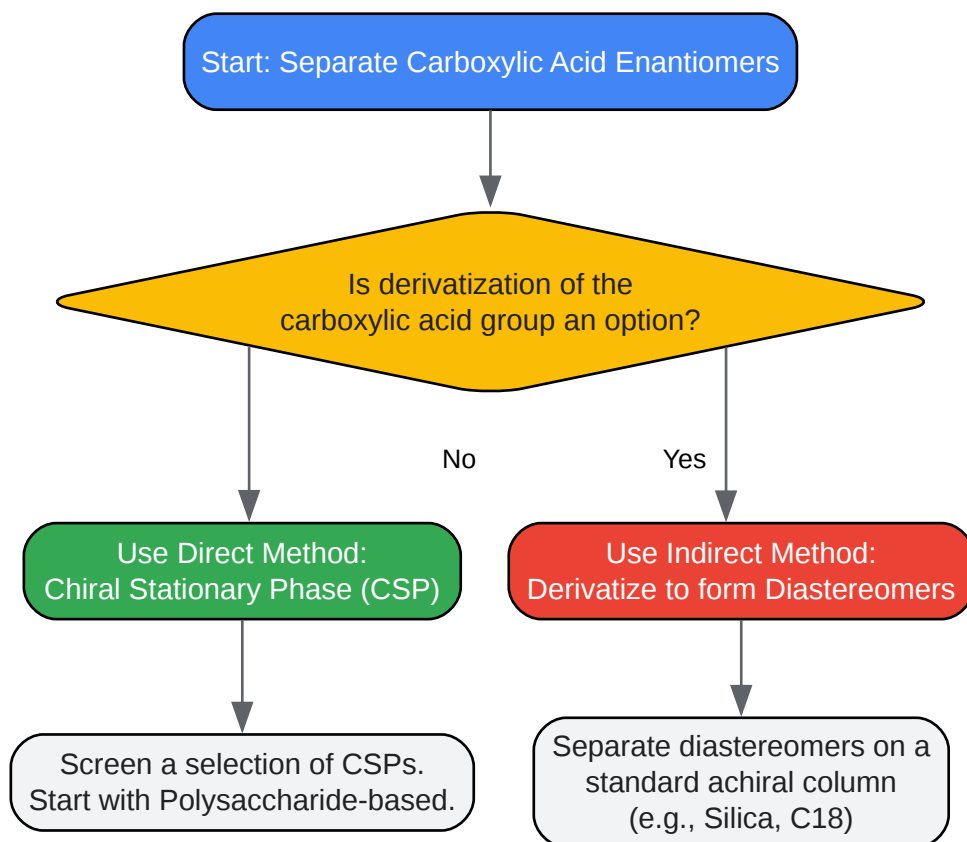 Start: Separate Carboxylic Acid Enantiomers
Is derivatization of the
carboxylic acid group an option?
No
Yes
Use Direct Method:
Chiral Stationary Phase (CSP)
Use Indirect Method:
Derivatize to form Diastereomers
Screen a selection of CSPs.
Start with Polysaccharide-based.
Separate diastereomers on a
standard achiral column
(e.g., Silica, C18)